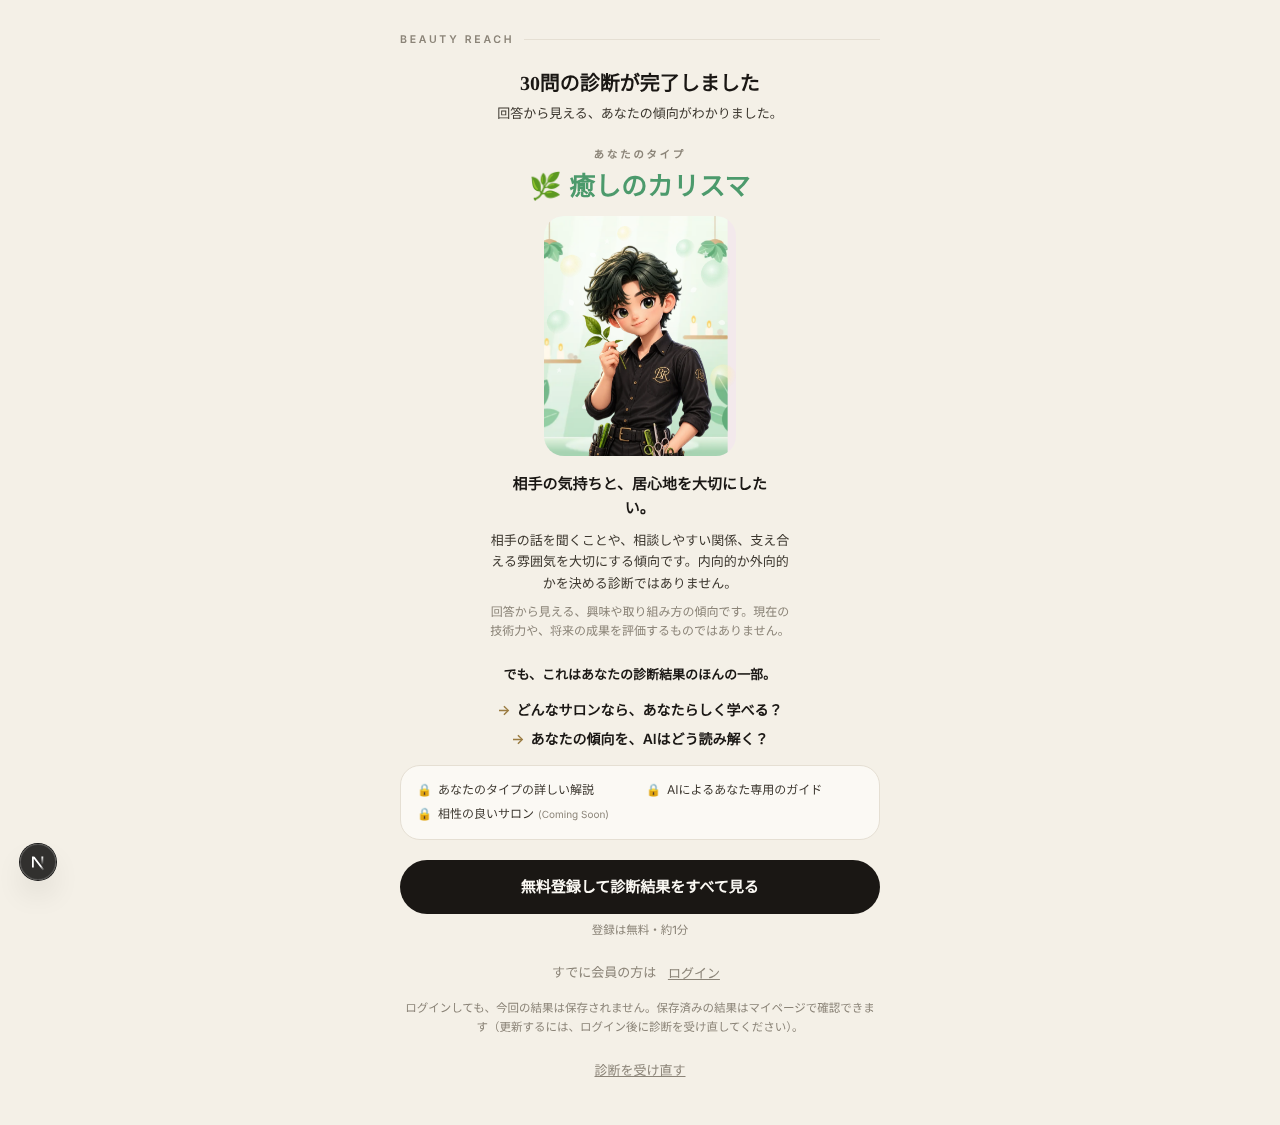 BEAUTY REACH
30問の診断が完了しました
回答から見える、あなたの傾向がわかりました。
あなたのタイプ
🌿 癒しのカリスマ
BR
相手の気持ちと、居心地を大切にした
い。
相手の話を聞くことや、相談しやすい関係、支え合
える雰囲気を大切にする傾向です。内向的か外向的
かを決める診断ではありません。
回答から見える、興味や取り組み方の傾向です。現在の
技術力や、将来の成果を評価するものではありません。
でも、これはあなたの診断結果のほんの一部。
→ どんなサロンなら、あなたらしく学べる？
→ あなたの傾向を、AIはどう読み解く？
🔒 あなたのタイプの詳しい解説
🔒 AIによるあなた専用のガイド
🔒 相性の良いサロン (Coming Soon)
N
無料登録して診断結果をすべて見る
登録は無料・約1分
すでに会員の方は ログイン
ログインしても、今回の結果は保存されません。保存済みの結果はマイページで確認できま
す（更新するには、ログイン後に診断を受け直してください）。
診断を受け直す